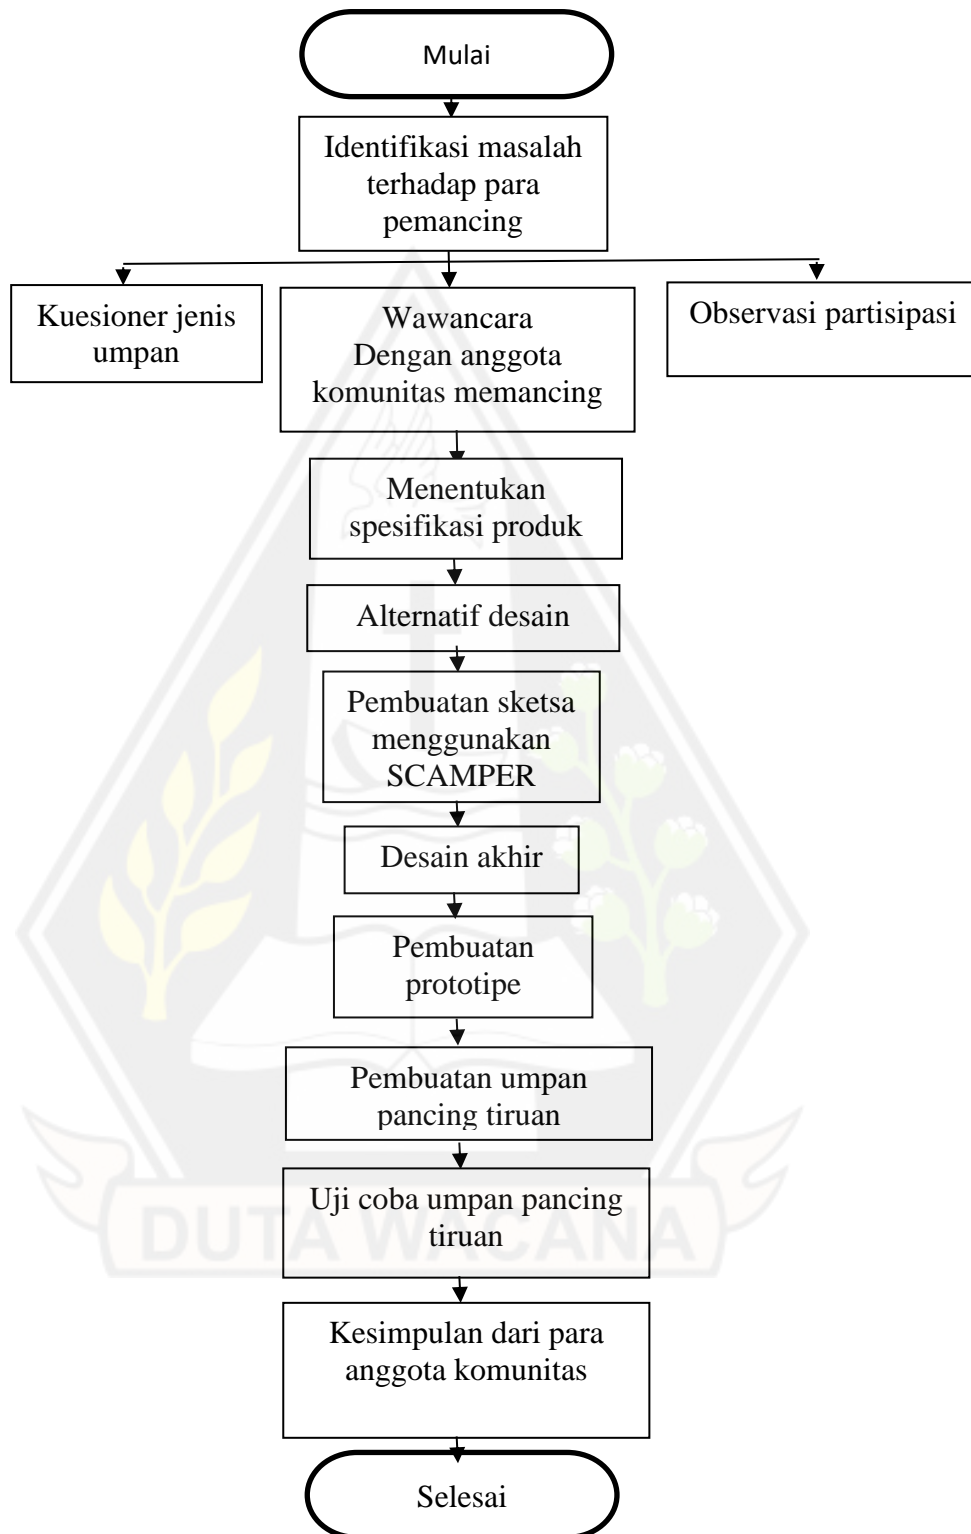 Mulai
Identifikasi masalah
terhadap para
pemancing
Kuesioner jenis
umpan
Wawancara
Dengan anggota
komunitas memancing
Observasi partisipasi
Menentukan
spesifikasi produk
Alternatif desain
Pembuatan sketsa
menggunakan
SCAMPER
Desain akhir
Pembuatan
prototipe
Pembuatan umpan
pancing tiruan
Uji coba umpan pancing
tiruan
DUTA WACANA
Kesimpulan dari para
anggota komunitas
Selesai